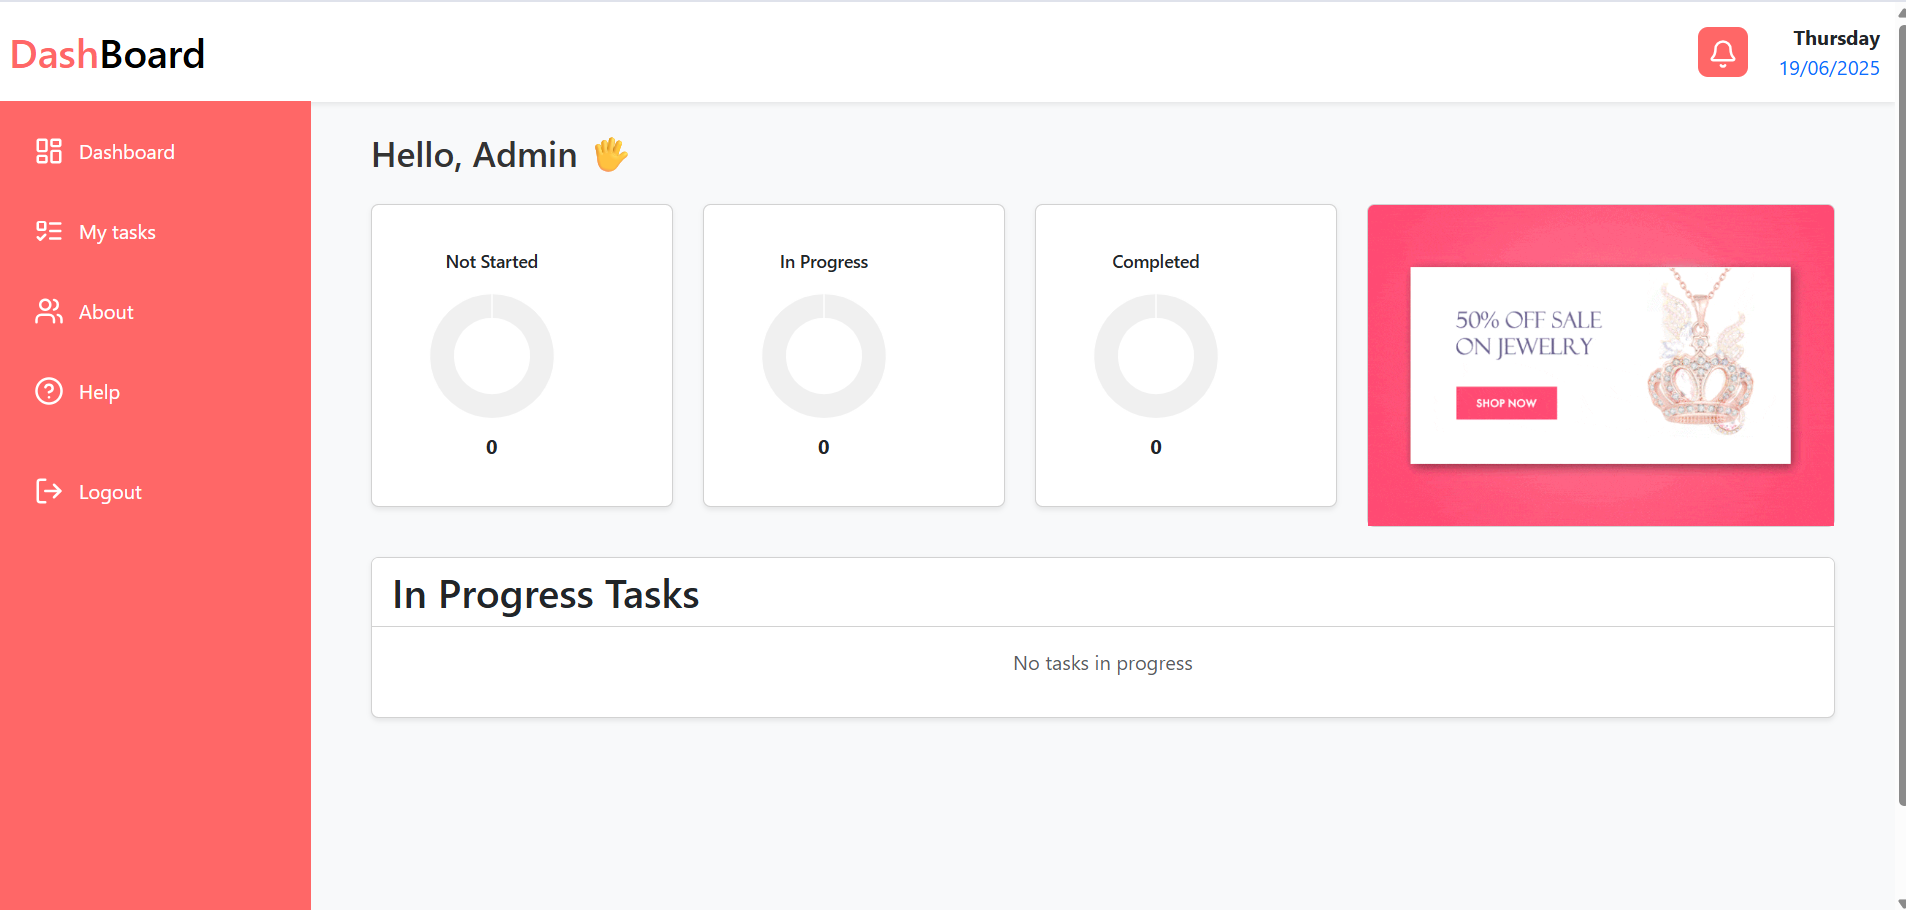 DashBoard
Thursday
19/06/2025
Dashboard
My tasks
About
Help
Logout
Hello, Admin 🖐
Not Started
0
In Progress
0
Completed
0
50% OFF SALE
ON JEWELRY
SHOP NOW
In Progress Tasks
No tasks in progress